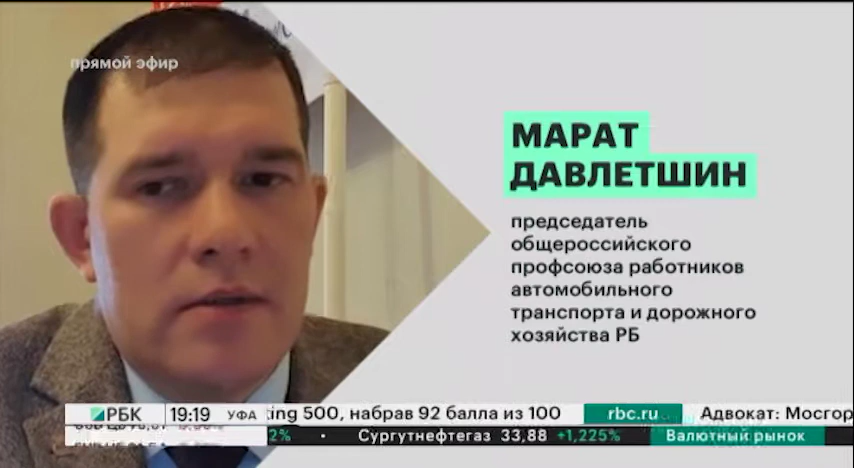 прямой эфир
МАРАТ
ДАВЛЕТШИН
председатель
общероссийского
профсоюза работников
автомобильного
транспорта и дорожного
хозяйства РБ
РБК 19:19 УФА ting 500, набрав 92 балла из 100 rbc.ru Адвокат: Мосгор
2% · Сургутнефтегаз 33,88 +1,225% Валютный рынок